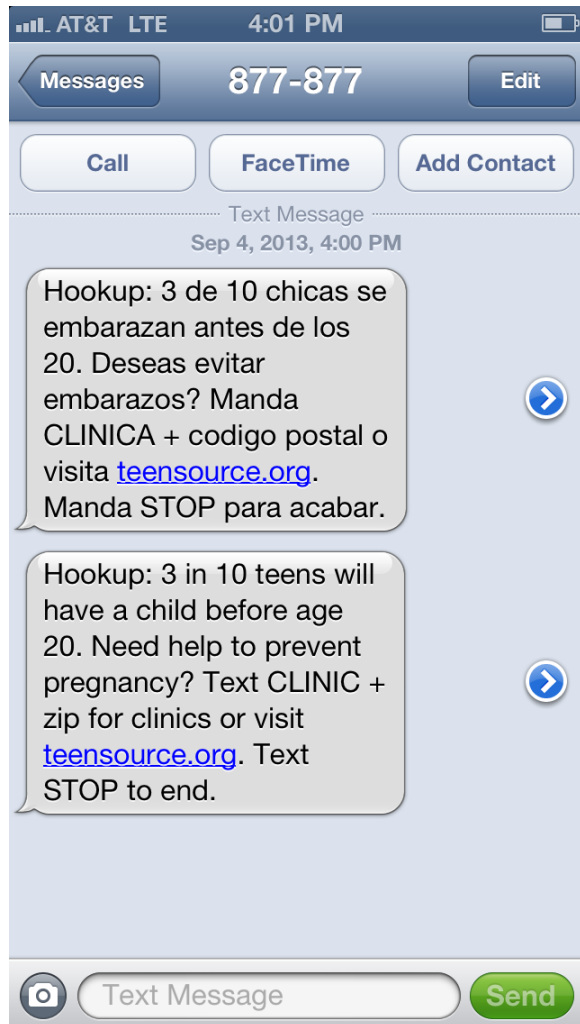 AT&T LTE 4:01 PM
Messages 877-877 Edit
Call FaceTime Add Contact
Text Message
Sep 4, 2013, 4:00 PM
Hookup: 3 de 10 chicas se
embarazan antes de los
20. Deseas evitar
embarazos? Manda
CLINICA + codigo postal o
visita teensource.org.
Manda STOP para acabar.
Hookup: 3 in 10 teens will
have a child before age
20. Need help to prevent
pregnancy? Text CLINIC +
zip for clinics or visit
teensource.org. Text
STOP to end.
Text Message Send